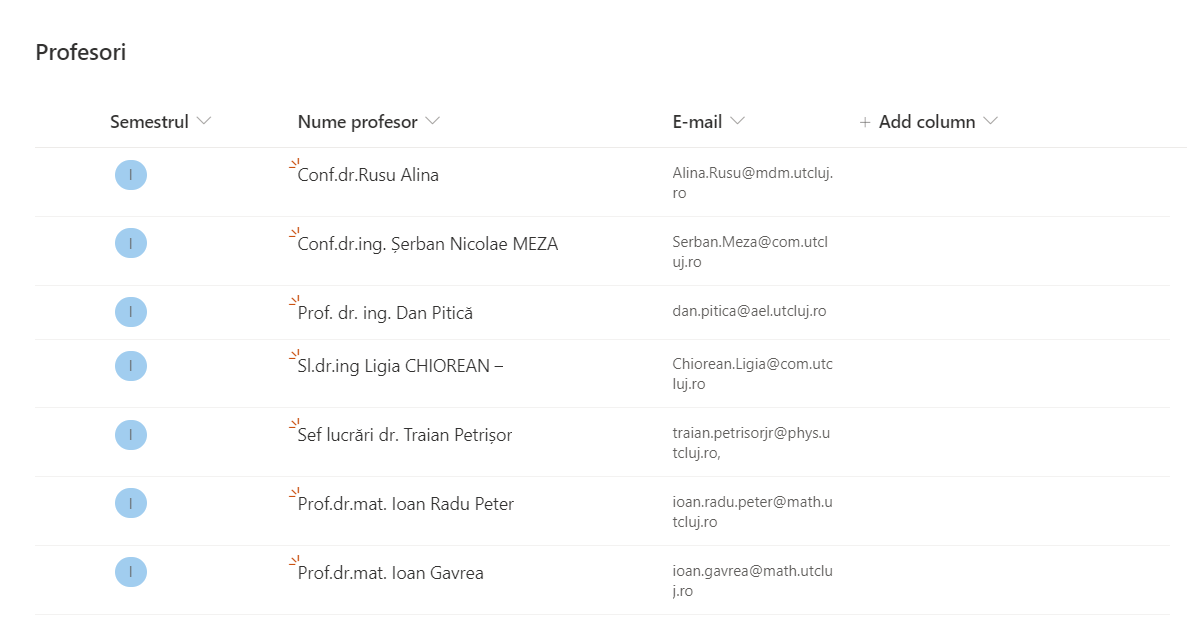 Profesori
Semestrul Nume profesor E-mail + Add column
I Conf.dr.Rusu Alina Alina.Rusu@mdm.utcluj.
ro
I Conf.dr.ing. Șerban Nicolae MEZA Serban.Meza@com.utcl
uj.ro
I Prof. dr. ing. Dan Pitică dan.pitica@ael.utcluj.ro
I Sl.dr.ing Ligia CHIOREAN – Chiorean.Ligia@com.utc
luj.ro
I Sef lucrări dr. Traian Petrișor traian.petrisorjr@phys.u
tcluj.ro,
I Prof.dr.mat. Ioan Radu Peter ioan.radu.peter@math.u
tcluj.ro
I Prof.dr.mat. Ioan Gavrea ioan.gavrea@math.utclu
j.ro